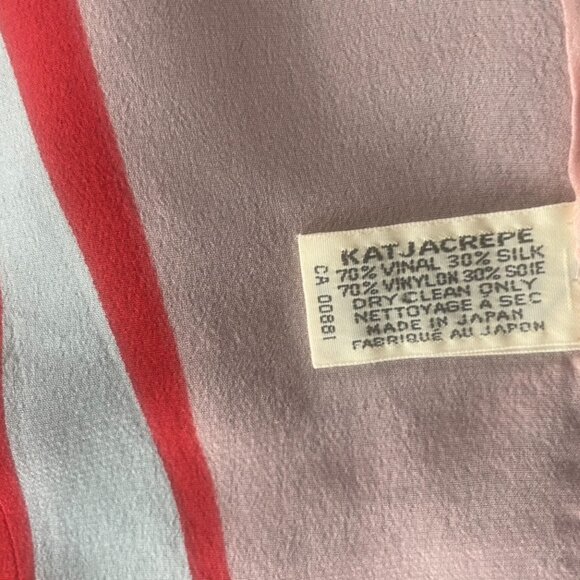 KATJACREPE
70% VINAL 30% SILK
70% VINYLON 30% SOIE
DRY CLEAN ONLY
NETTOYAGE A SEC
MADE IN JAPAN
FABRIQUÉ AU JAPON
CA 00881